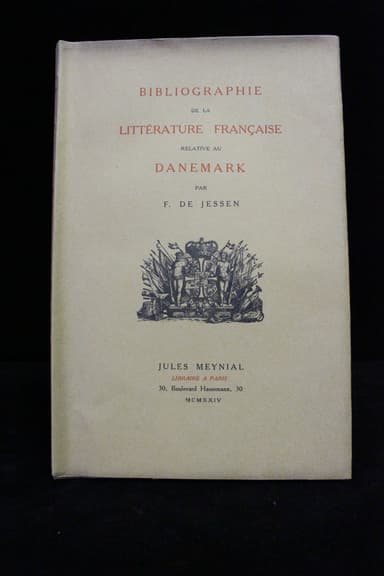 BIBLIOGRAPHIE
DE LA
LITTÉRATURE FRANÇAISE
RELATIVE AU
DANEMARK
PAR
F. DE JESSEN
JULES MEYNIAL
LIBRAIRE A PARIS
30, Boulevard Haussmann, 30
MCMXXIV